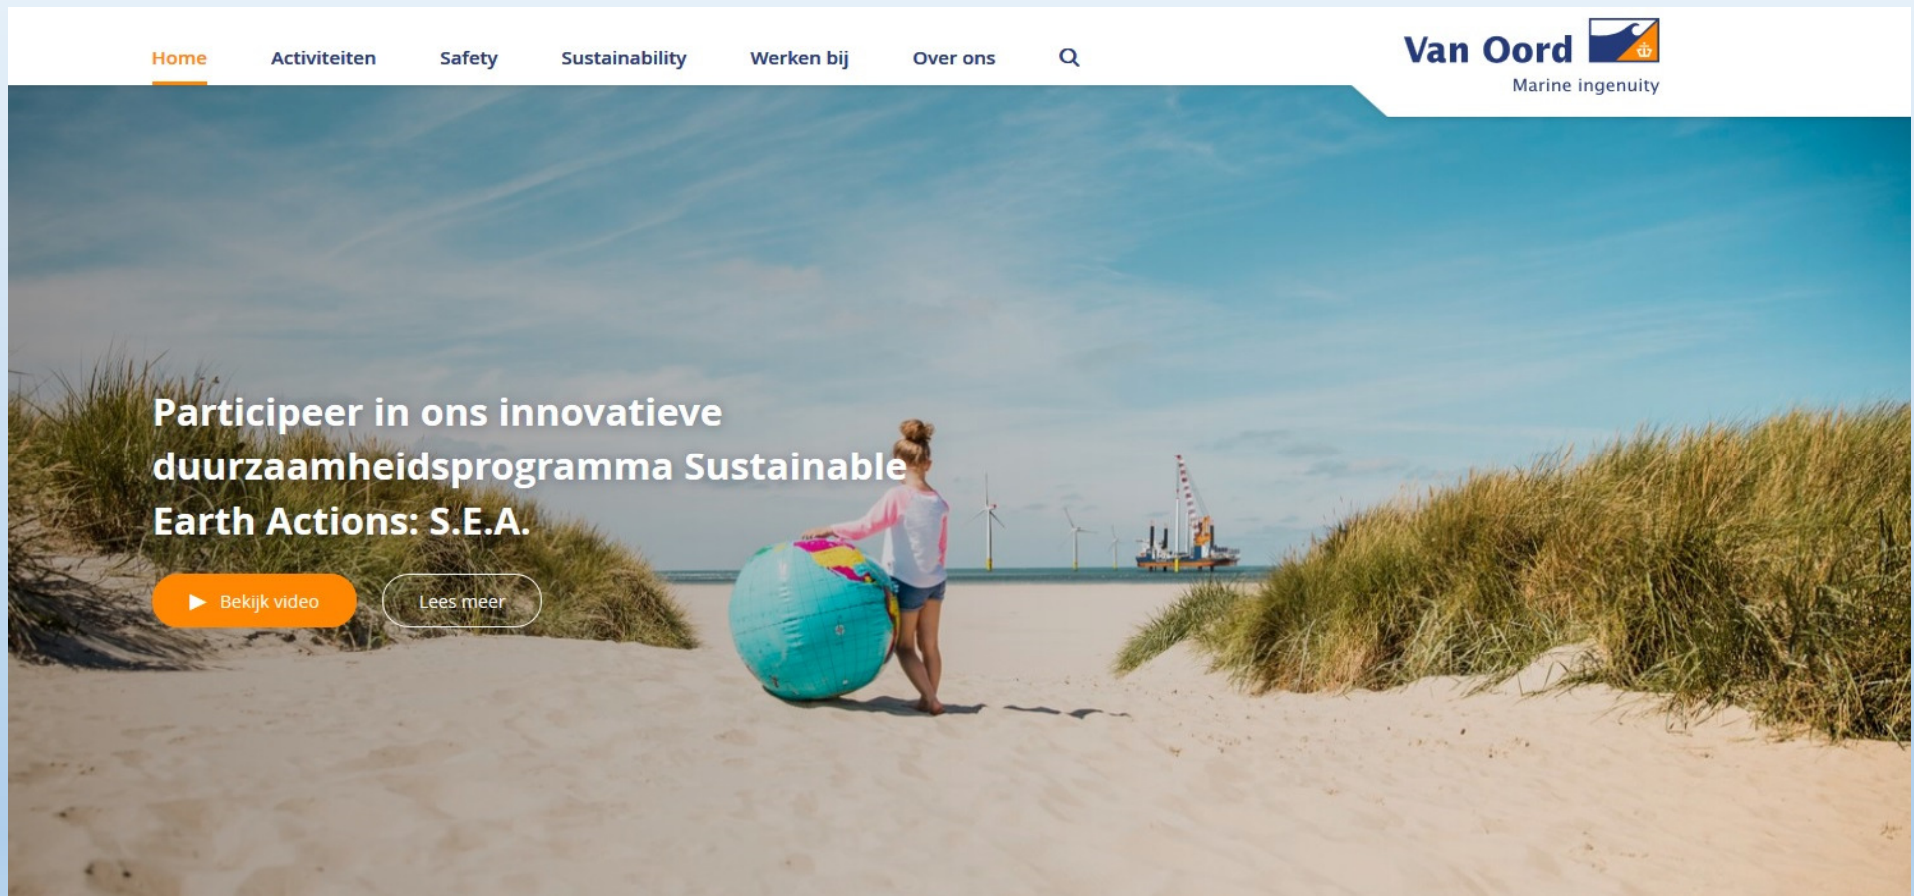 Home Activiteiten Safety Sustainability Werken bij Over ons
Van Oord
Marine ingenuity
Participeer in ons innovatieve
duurzaamheidsprogramma Sustainable
Earth Actions: S.E.A.
Bekijk video Lees meer